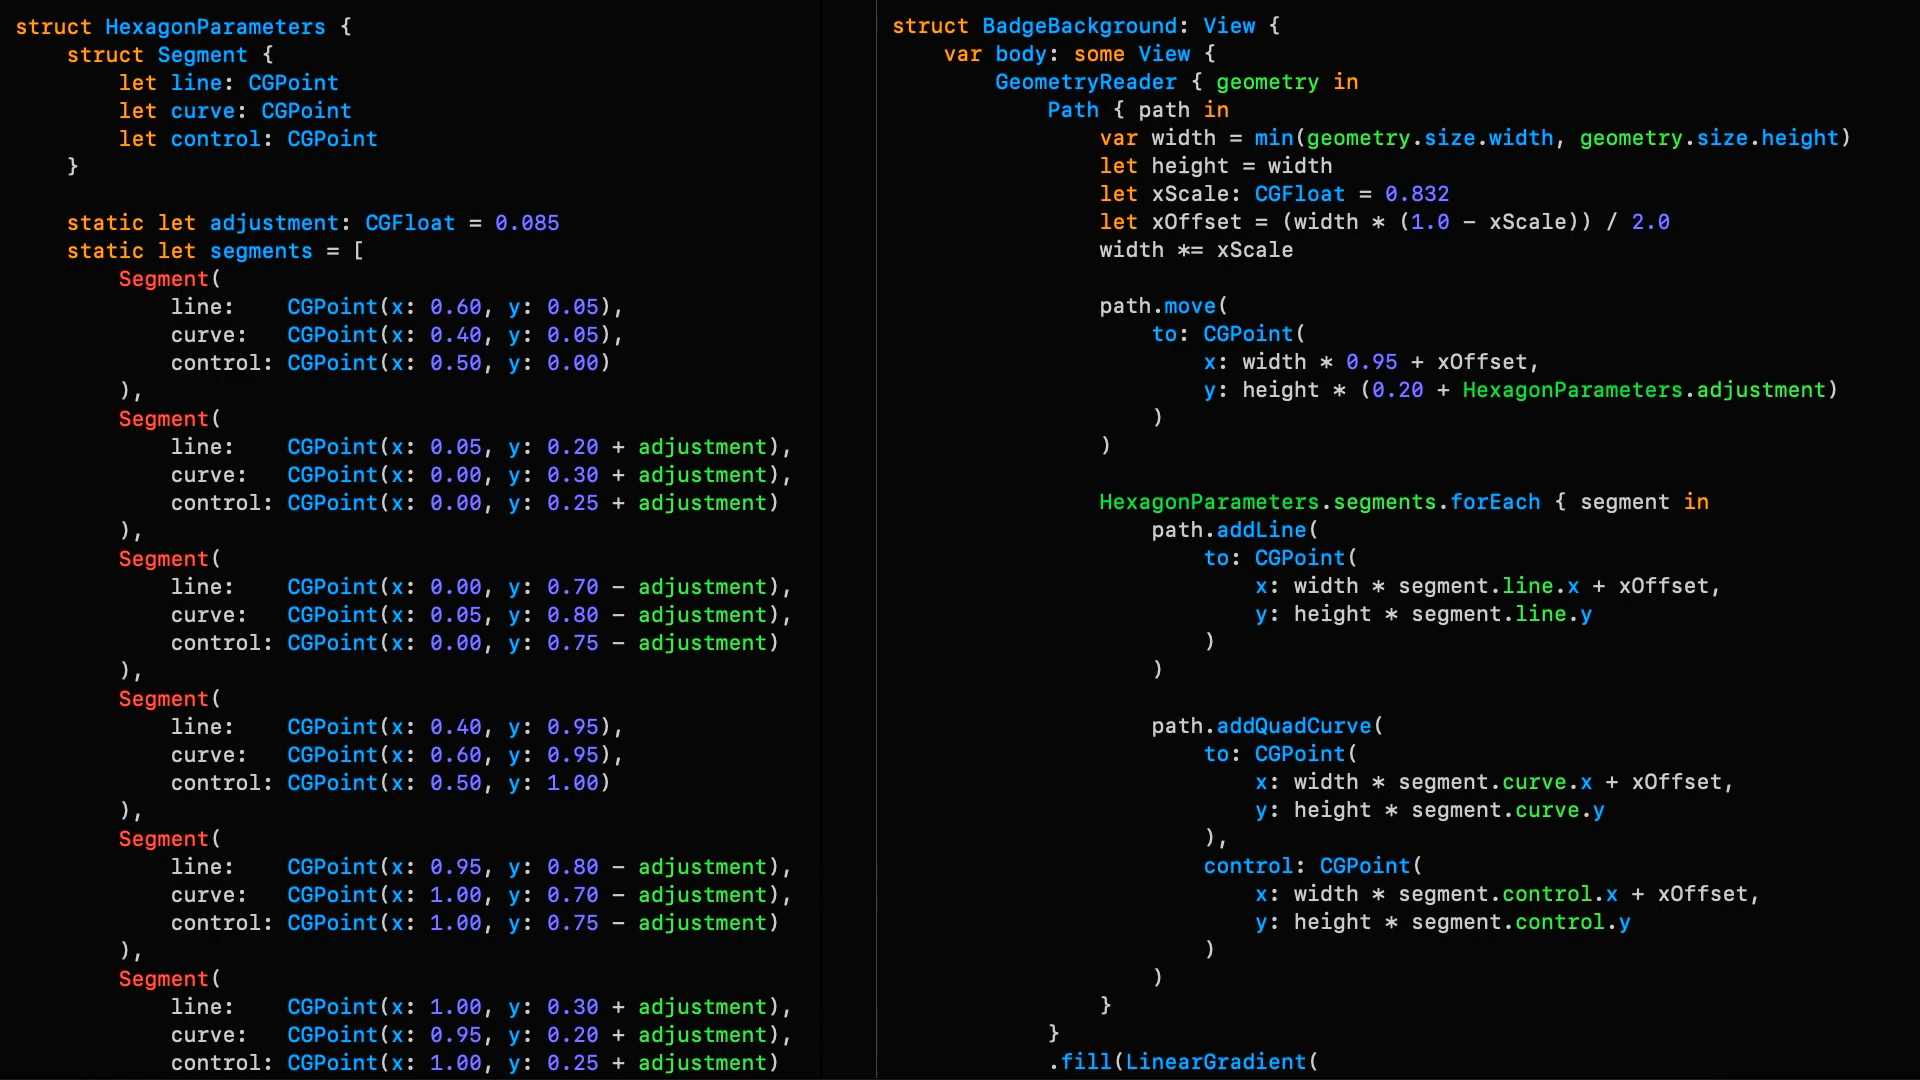 struct HexagonParameters {
    struct Segment {
        let line: CGPoint
        let curve: CGPoint
        let control: CGPoint
    }

    static let adjustment: CGFloat = 0.085
    static let segments = [
        Segment(
            line:    CGPoint(x: 0.60, y: 0.05),
            curve:   CGPoint(x: 0.40, y: 0.05),
            control: CGPoint(x: 0.50, y: 0.00)
        ),
        Segment(
            line:    CGPoint(x: 0.05, y: 0.20 + adjustment),
            curve:   CGPoint(x: 0.00, y: 0.30 + adjustment),
            control: CGPoint(x: 0.00, y: 0.25 + adjustment)
        ),
        Segment(
            line:    CGPoint(x: 0.00, y: 0.70 - adjustment),
            curve:   CGPoint(x: 0.05, y: 0.80 - adjustment),
            control: CGPoint(x: 0.00, y: 0.75 - adjustment)
        ),
        Segment(
            line:    CGPoint(x: 0.40, y: 0.95),
            curve:   CGPoint(x: 0.60, y: 0.95),
            control: CGPoint(x: 0.50, y: 1.00)
        ),
        Segment(
            line:    CGPoint(x: 0.95, y: 0.80 - adjustment),
            curve:   CGPoint(x: 1.00, y: 0.70 - adjustment),
            control: CGPoint(x: 1.00, y: 0.75 - adjustment)
        ),
        Segment(
            line:    CGPoint(x: 1.00, y: 0.30 + adjustment),
            curve:   CGPoint(x: 0.95, y: 0.20 + adjustment),
            control: CGPoint(x: 1.00, y: 0.25 + adjustment)
struct BadgeBackground: View {
    var body: some View {
        GeometryReader { geometry in
            Path { path in
                var width = min(geometry.size.width, geometry.size.height)
                let height = width
                let xScale: CGFloat = 0.832
                let xOffset = (width * (1.0 - xScale)) / 2.0
                width *= xScale

                path.move(
                    to: CGPoint(
                        x: width * 0.95 + xOffset,
                        y: height * (0.20 + HexagonParameters.adjustment)
                    )
                )

                HexagonParameters.segments.forEach { segment in
                    path.addLine(
                        to: CGPoint(
                            x: width * segment.line.x + xOffset,
                            y: height * segment.line.y
                        )
                    )

                    path.addQuadCurve(
                        to: CGPoint(
                            x: width * segment.curve.x + xOffset,
                            y: height * segment.curve.y
                        ),
                        control: CGPoint(
                            x: width * segment.control.x + xOffset,
                            y: height * segment.control.y
                        )
                    )
                }
            }
            .fill(LinearGradient(